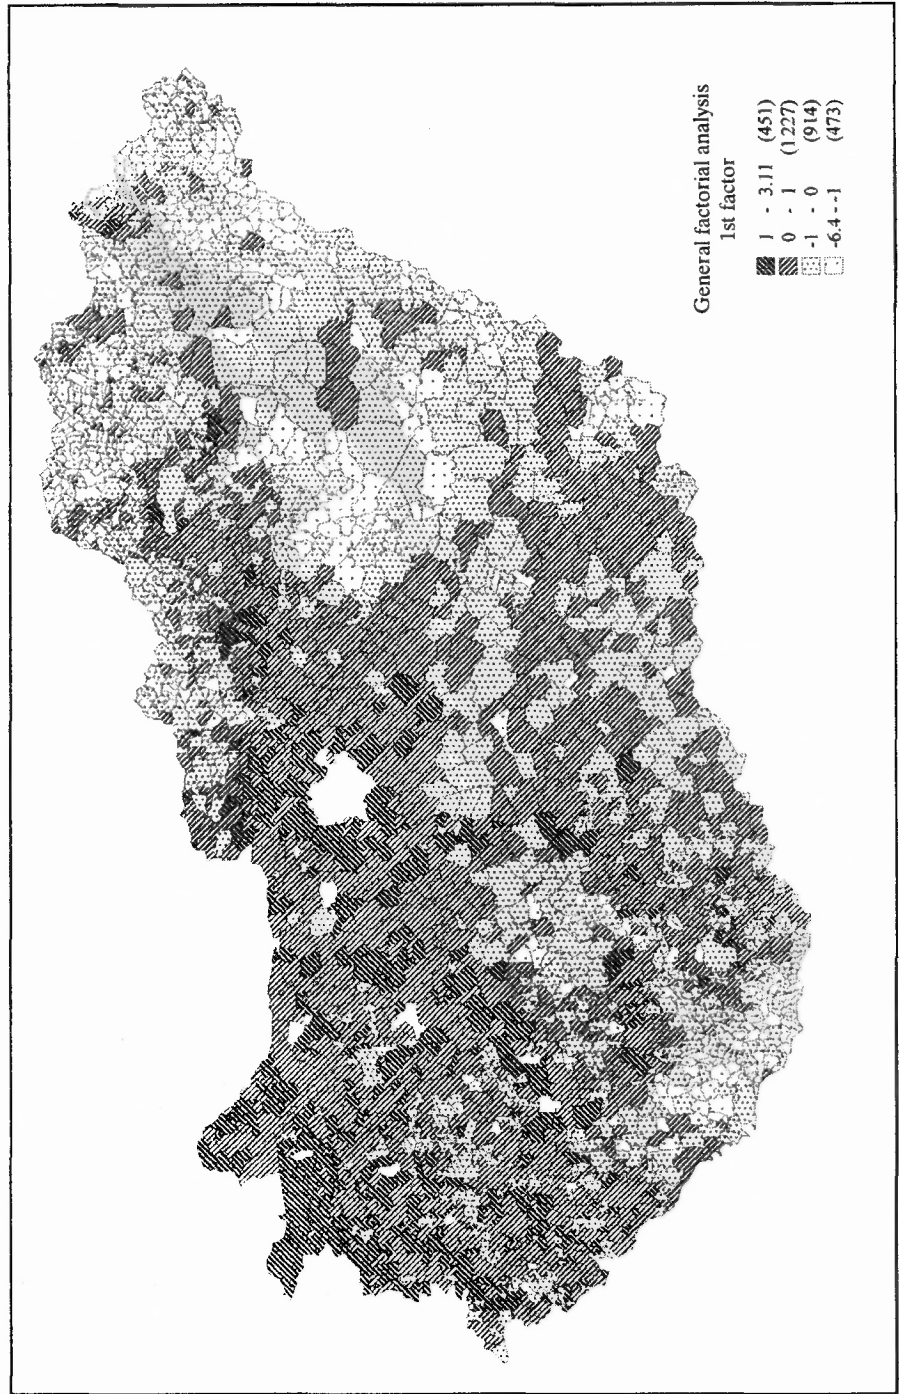 General factorial analysis
1st factor
1 - 3.11 (451)
0 - 1 (1227)
-1 - 0 (914)
-6.4 - -1 (473)